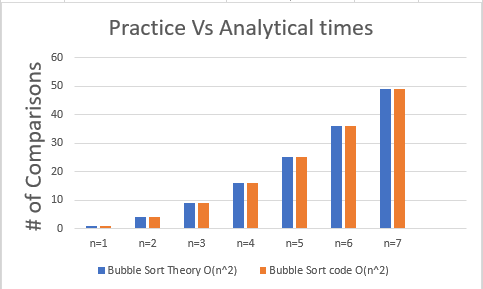 Practice Vs Analytical times
# of Comparisons
60
50
40
30
20
10
0
n=1 n=2 n=3 n=4 n=5 n=6 n=7
Bubble Sort Theory O(n^2) Bubble Sort code O(n^2)